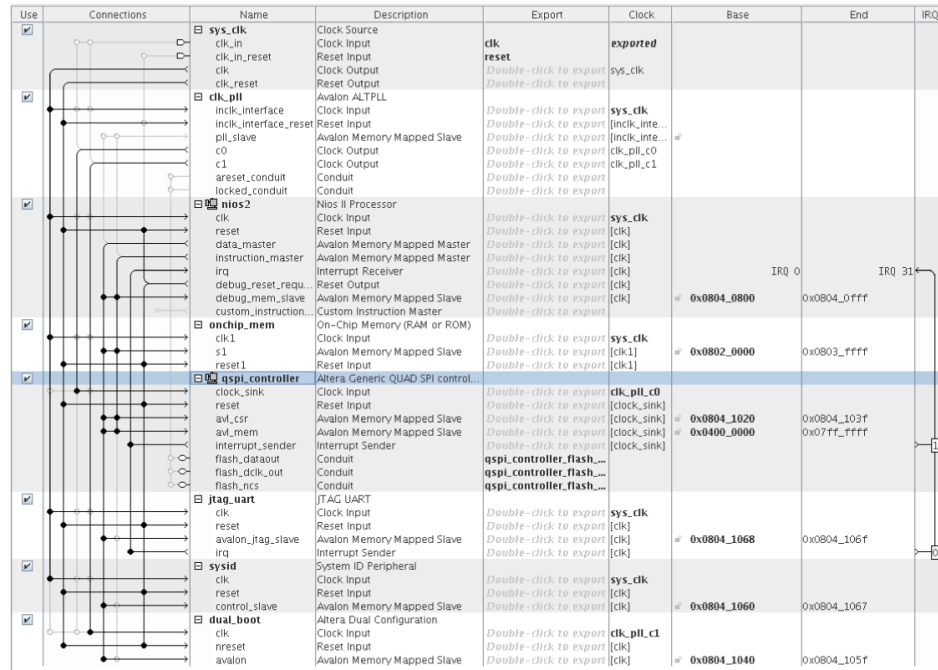 Use Connections Name Description Export Clock Base End IRQ
sys_clk Clock Source
clk_in Clock Input clk exported
clk_in_reset Reset Input reset
clk Clock Output Double-click to export sys_clk
clk_reset Reset Output Double-click to export
clk_pll Avalon ALTPLL
inclk_interface Clock Input Double-click to export sys_clk
inclk_interface_reset Reset Input Double-click to export [inclk_inte...
pll_slave Avalon Memory Mapped Slave Double-click to export [inclk_inte...
c0 Clock Output Double-click to export clk_pll_c0
c1 Clock Output Double-click to export clk_pll_c1
areset_conduit Conduit Double-click to export
locked_conduit Conduit Double-click to export
nios2 Nios II Processor
clk Clock Input Double-click to export sys_clk
reset Reset Input Double-click to export [clk]
data_master Avalon Memory Mapped Master Double-click to export [clk]
instruction_master Avalon Memory Mapped Master Double-click to export [clk]
irq Interrupt Receiver Double-click to export [clk] IRQ 0 IRQ 31
debug_reset_requ... Reset Output Double-click to export [clk]
debug_mem_slave Avalon Memory Mapped Slave Double-click to export [clk] 0x0804_0800 0x0804_0fff
custom_instruction... Custom Instruction Master Double-click to export
onchip_mem On-Chip Memory (RAM or ROM)
clk1 Clock Input Double-click to export sys_clk
s1 Avalon Memory Mapped Slave Double-click to export [clk1] 0x0802_0000 0x0803_ffff
reset1 Reset Input Double-click to export [clk1]
qspi_controller Altera Generic QUAD SPI control...
clock_sink Clock Input Double-click to export clk_pll_c0
reset Reset Input Double-click to export [clock_sink]
avl_csr Avalon Memory Mapped Slave Double-click to export [clock_sink] 0x0804_1020 0x0804_103f
avl_mem Avalon Memory Mapped Slave Double-click to export [clock_sink] 0x0400_0000 0x07ff_ffff
interrupt_sender Interrupt Sender Double-click to export [clock_sink] 1
flash_dataout Conduit qspi_controller_flash_...
flash_dclk_out Conduit qspi_controller_flash_...
flash_ncs Conduit qspi_controller_flash_...
jtag_uart JTAG UART
clk Clock Input Double-click to export sys_clk
reset Reset Input Double-click to export [clk]
avalon_jtag_slave Avalon Memory Mapped Slave Double-click to export [clk] 0x0804_1068 0x0804_106f
irq Interrupt Sender Double-click to export [clk] 0
sysid System ID Peripheral
clk Clock Input Double-click to export sys_clk
reset Reset Input Double-click to export [clk]
control_slave Avalon Memory Mapped Slave Double-click to export [clk] 0x0804_1060 0x0804_1067
dual_boot Altera Dual Configuration
clk Clock Input Double-click to export clk_pll_c1
nreset Reset Input Double-click to export [clk]
avalon Avalon Memory Mapped Slave Double-click to export [clk] 0x0804_1040 0x0804_105f